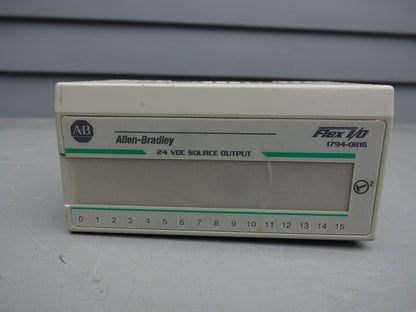 AB
Allen-Bradley
Flex I/O
1794-OB16
24 VDC SOURCE OUTPUT
2
0 1 2 3 4 5 6 7 8 9 10 11 12 13 14 15